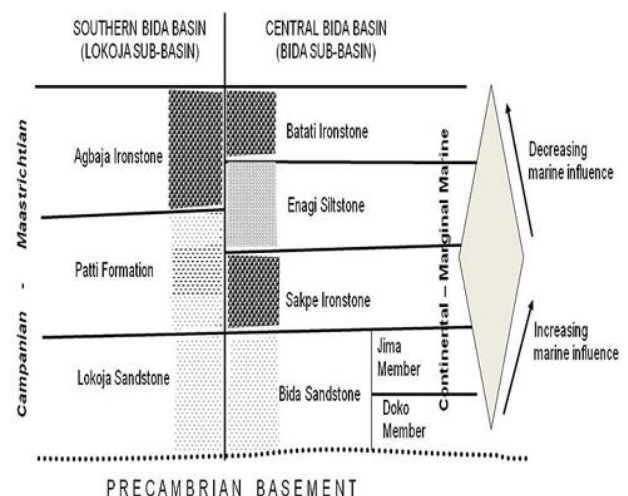 SOUTHERN BIDA BASIN
(LOKOJA SUB-BASIN)
CENTRAL BIDA BASIN
(BIDA SUB-BASIN)
Campanian - Maastrichtian
Agbaja Ironstone
Patti Formation
Lokoja Sandstone
Batati Ironstone
Enagi Siltstone
Sakpe Ironstone
Bida Sandstone
Jima
Member
Doko
Member
Continental – Marginal Marine
Decreasing
marine influence
Increasing
marine influence
PRECAMBRIAN BASEMENT